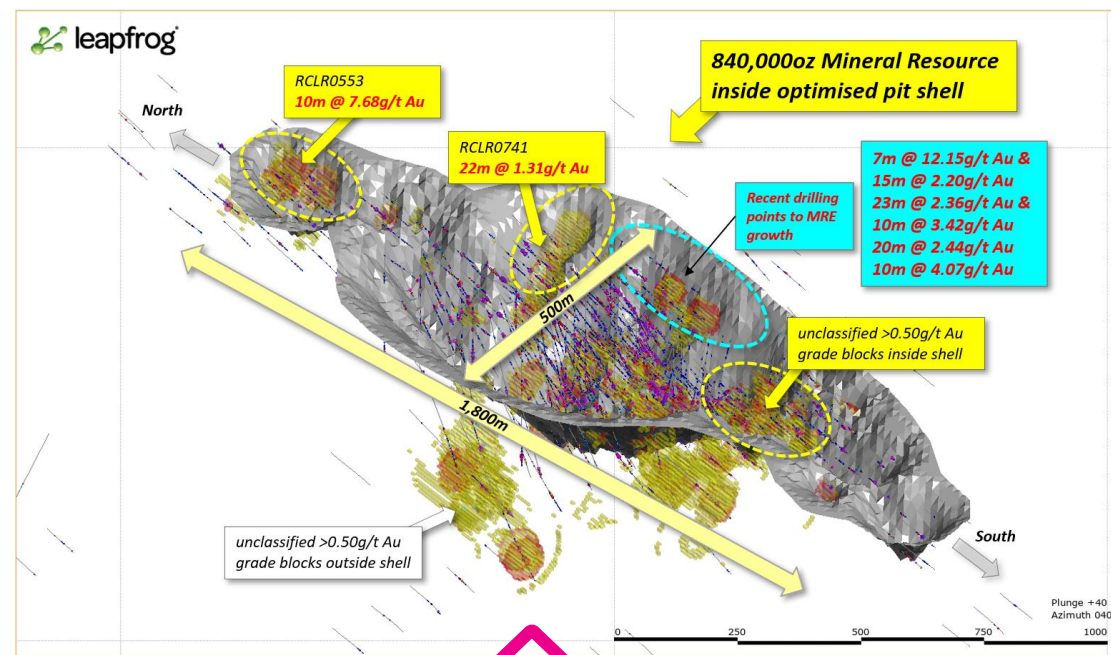 leapfrog
840,000oz Mineral Resource
inside optimised pit shell
RCLR0553
10m @ 7.68g/t Au
North
RCLR0741
22m @ 1.31g/t Au
7m @ 12.15g/t Au &
15m @ 2.20g/t Au
23m @ 2.36g/t Au &
10m @ 3.42g/t Au
20m @ 2.44g/t Au
10m @ 4.07g/t Au
Recent drilling
points to MRE
growth
500m
unclassified >0.50g/t Au
grade blocks inside shell
1,800m
unclassified >0.50g/t Au
grade blocks outside shell
South
Plunge +40
Azimuth 040
0 250 500 750 1000